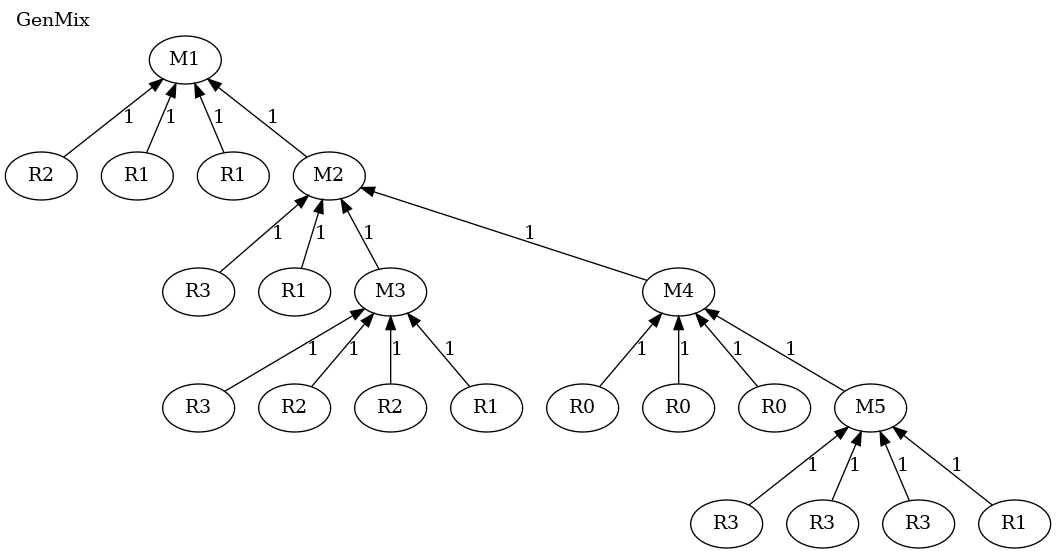 GenMix
M1
1 1 1 1
R2 R1 R1 M2
1 1 1 1
R3 R1 M3 M4
1 1 1 1 1 1 1 1
R3 R2 R2 R1 R0 R0 R0 M5
1 1 1 1
R3 R3 R3 R1